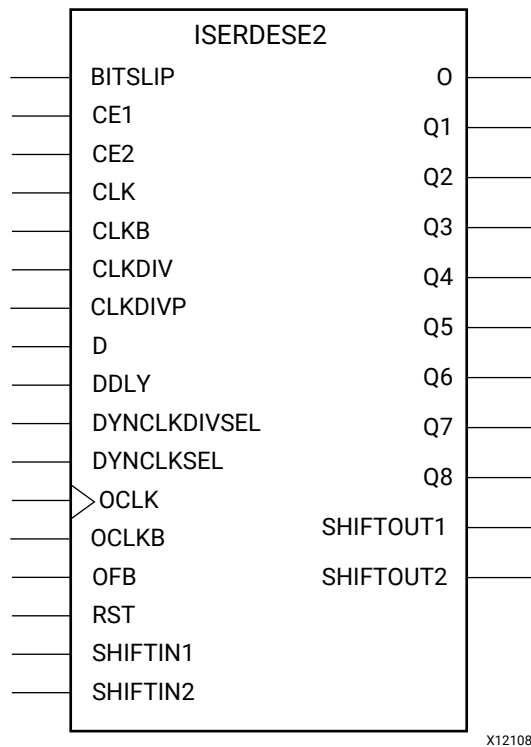 ISERDESE2
BITSLIP
CE1
CE2
CLK
CLKB
CLKDIV
CLKDIVP
D
DDLY
DYNCLKDIVSEL
DYNCLKSEL
OCLK
OCLKB
OFB
RST
SHIFTIN1
SHIFTIN2
O
Q1
Q2
Q3
Q4
Q5
Q6
Q7
Q8
SHIFTOUT1
SHIFTOUT2
X12108